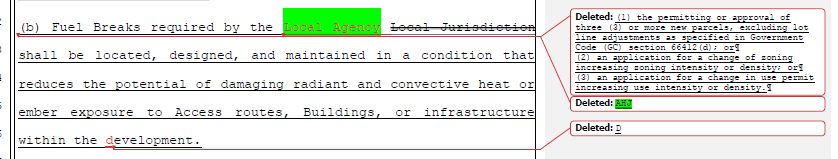 (b) Fuel Breaks required by the Local Agency Local Jurisdiction
shall be located, designed, and maintained in a condition that
reduces the potential of damaging radiant and convective heat or
ember exposure to Access routes, Buildings, or infrastructure
within the development.
Deleted: (1) the permitting or approval of
three (3) or more new parcels, excluding lot
line adjustments as specified in Government
Code (GC) section 66412(d); or¶
(2) an application for a change of zoning
increasing zoning intensity or density; or¶
(3) an application for a change in use permit
increasing use intensity or density.¶
Deleted: AHJ
Deleted: D